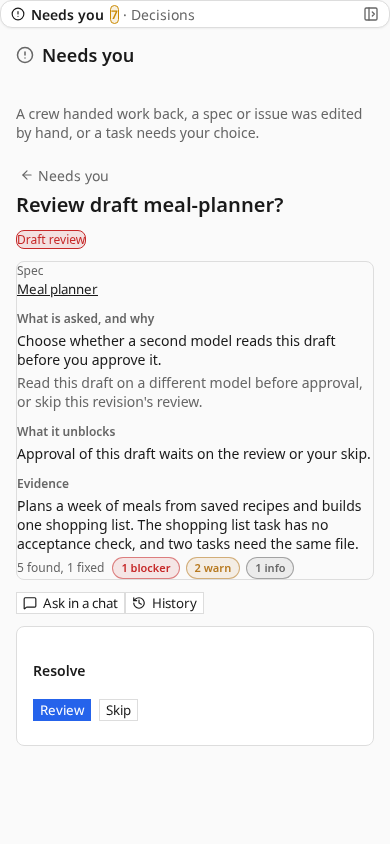 Needs you 7 · Decisions
Needs you
A crew handed work back, a spec or issue was edited
by hand, or a task needs your choice.
Needs you
Review draft meal-planner?
Draft review
Spec
Meal planner
What is asked, and why
Choose whether a second model reads this draft
before you approve it.
Read this draft on a different model before approval,
or skip this revision's review.
What it unblocks
Approval of this draft waits on the review or your skip.
Evidence
Plans a week of meals from saved recipes and builds
one shopping list. The shopping list task has no
acceptance check, and two tasks need the same file.
5 found, 1 fixed 1 blocker 2 warn 1 info
Ask in a chat History
Resolve
Review Skip